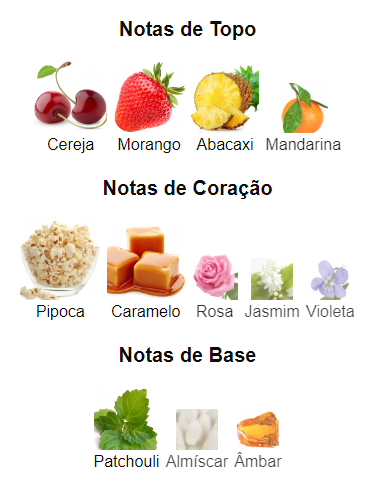 Notas de Topo
Cereja Morango Abacaxi Mandarina
Notas de Coração
Pipoca Caramelo Rosa Jasmim Violeta
Notas de Base
Patchouli Almíscar Âmbar